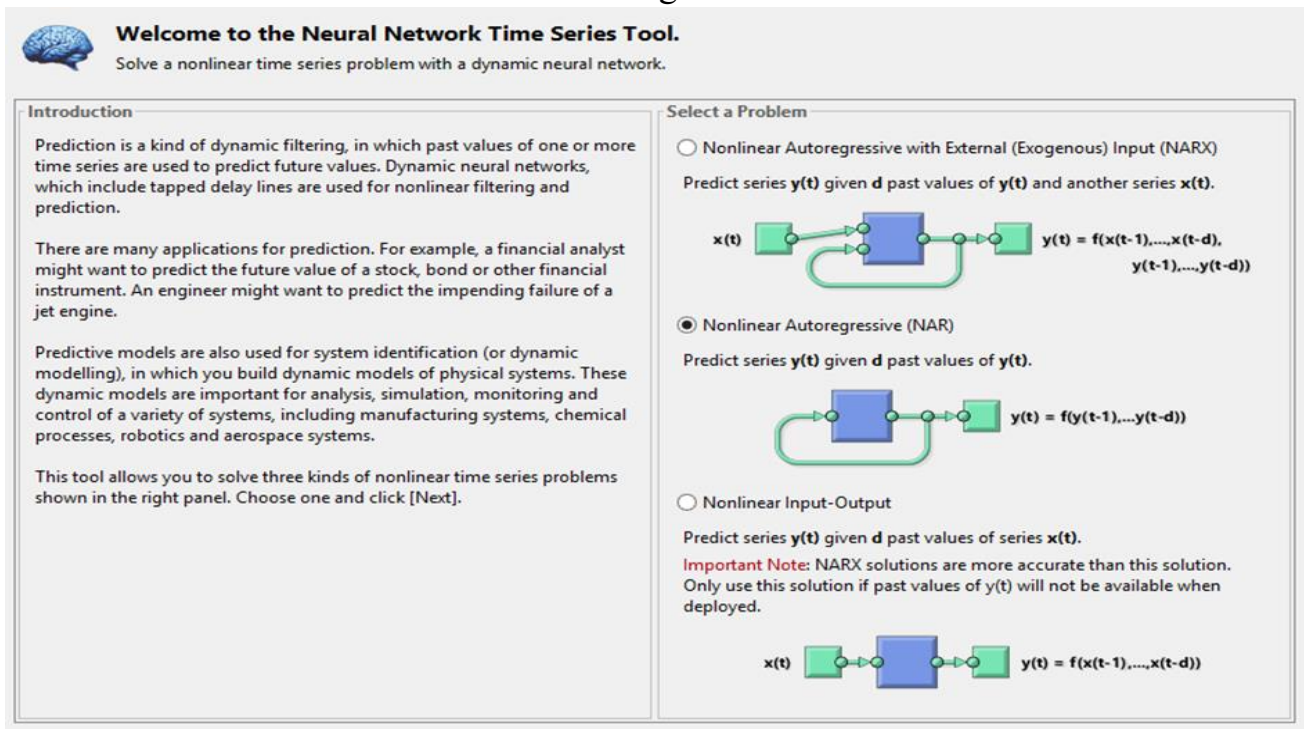 Welcome to the Neural Network Time Series Tool.
Solve a nonlinear time series problem with a dynamic neural network.
Introduction
Prediction is a kind of dynamic filtering, in which past values of one or more
time series are used to predict future values. Dynamic neural networks,
which include tapped delay lines are used for nonlinear filtering and
prediction.
There are many applications for prediction. For example, a financial analyst
might want to predict the future value of a stock, bond or other financial
instrument. An engineer might want to predict the impending failure of a
jet engine.
Predictive models are also used for system identification (or dynamic
modelling), in which you build dynamic models of physical systems. These
dynamic models are important for analysis, simulation, monitoring and
control of a variety of systems, including manufacturing systems, chemical
processes, robotics and aerospace systems.
This tool allows you to solve three kinds of nonlinear time series problems
shown in the right panel. Choose one and click [Next].
Select a Problem
Nonlinear Autoregressive with External (Exogenous) Input (NARX)
Predict series y(t) given d past values of y(t) and another series x(t).
x(t) y(t) = f(x(t-1),...,x(t-d),
y(t-1),...,y(t-d))
Nonlinear Autoregressive (NAR)
Predict series y(t) given d past values of y(t).
y(t) = f(y(t-1),...y(t-d))
Nonlinear Input-Output
Predict series y(t) given d past values of series x(t).
Important Note: NARX solutions are more accurate than this solution.
Only use this solution if past values of y(t) will not be available when
deployed.
x(t) y(t) = f(x(t-1),...,x(t-d))